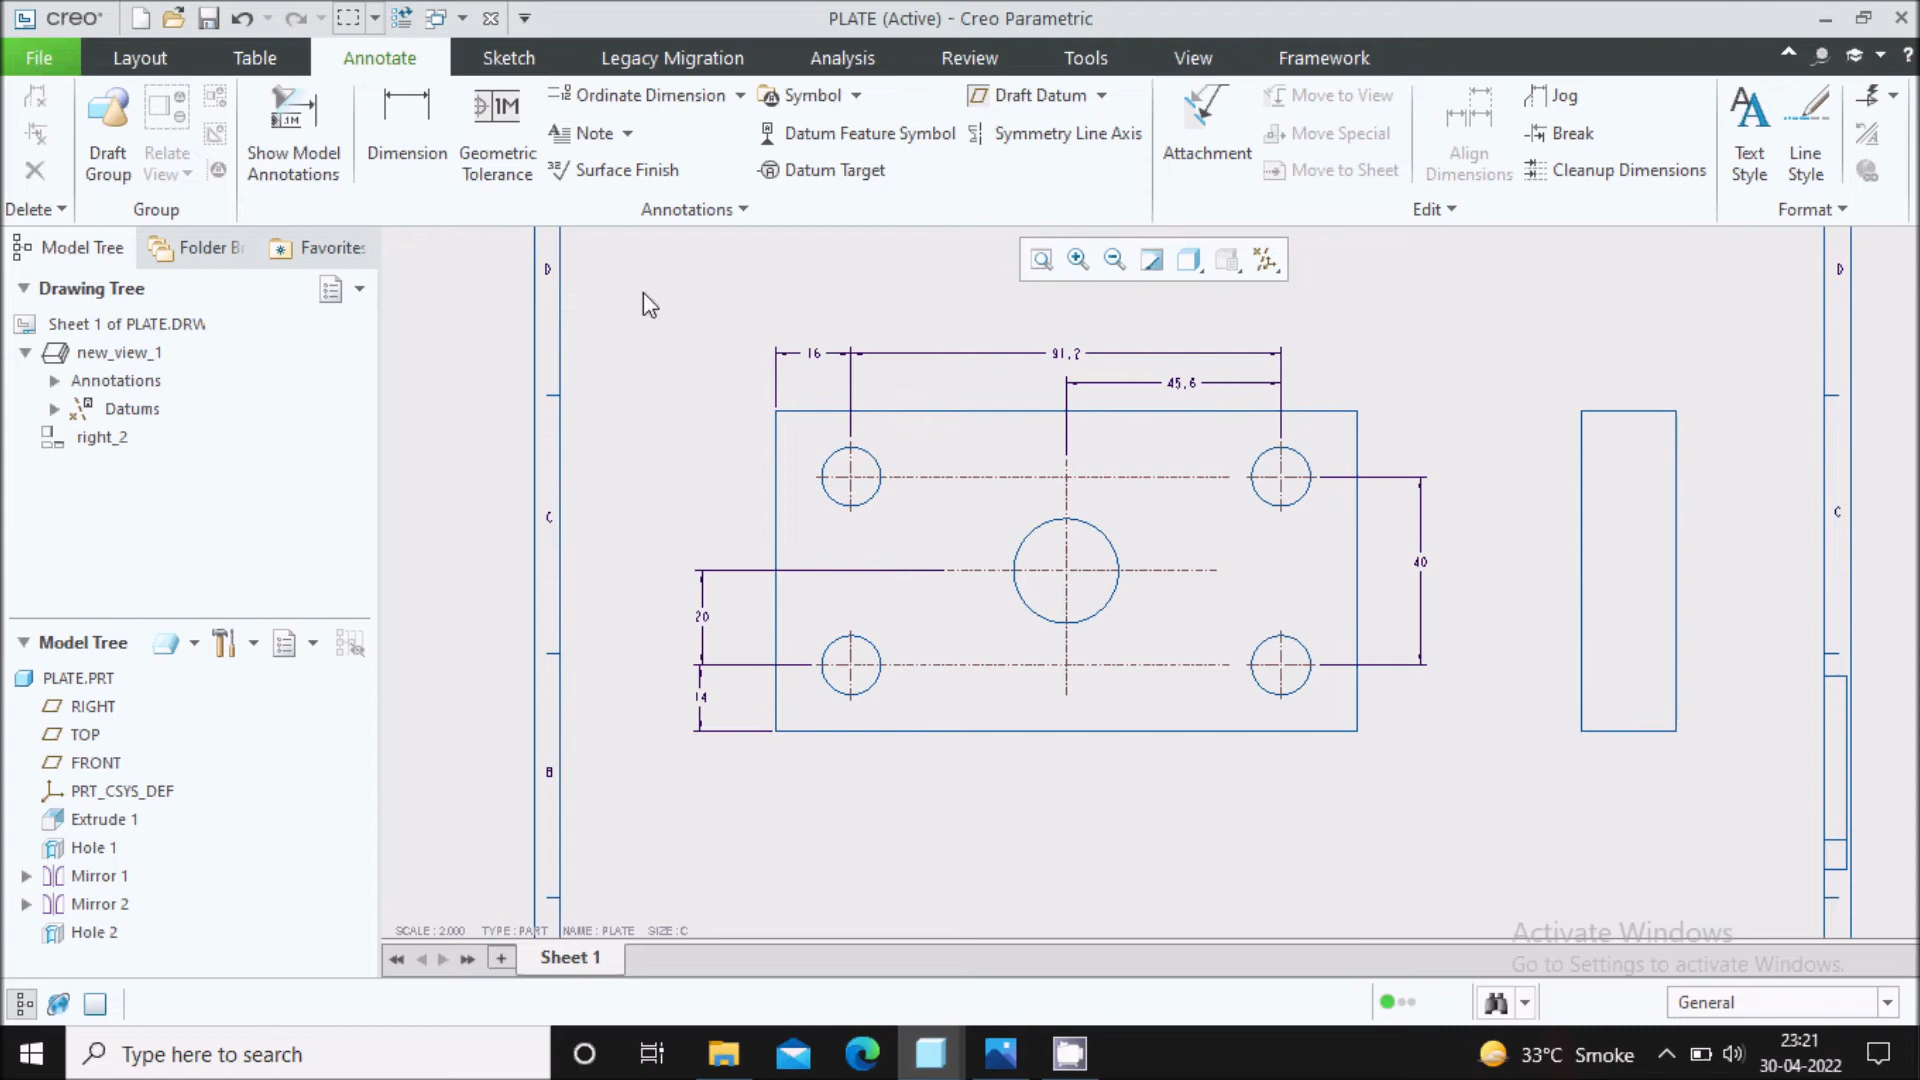 creo
PLATE (Active) - Creo Parametric
File
Layout
Table
Annotate
Sketch
Legacy Migration
Analysis
Review
Tools
View
Framework
?
Draft
Group
Relate
View
Show Model
Annotations
Dimension
Geometric
Tolerance
1M
Ordinate Dimension
Note
Surface Finish
Symbol
Datum Feature Symbol
Datum Target
Draft Datum
Symmetry Line Axis
Attachment
Move to View
Move Special
Move to Sheet
Align
Dimensions
Jog
Break
Cleanup Dimensions
Text
Style
Line
Style
Delete
Group
Annotations
Edit
Format
Model Tree
Folder B
Favorites
Drawing Tree
Sheet 1 of PLATE.DRW
new_view_1
Annotations
Datums
right_2
Model Tree
PLATE.PRT
RIGHT
TOP
FRONT
PRT_CSYS_DEF
Extrude 1
Hole 1
Mirror 1
Mirror 2
Hole 2
D
D
16
91.2
45.6
C
C
40
20
14
B
SCALE : 2.000 TYPE : PART NAME : PLATE SIZE : C
Activate Windows
Go to Settings to activate Windows.
Sheet 1
General
Type here to search
33°C Smoke
23:21
30-04-2022